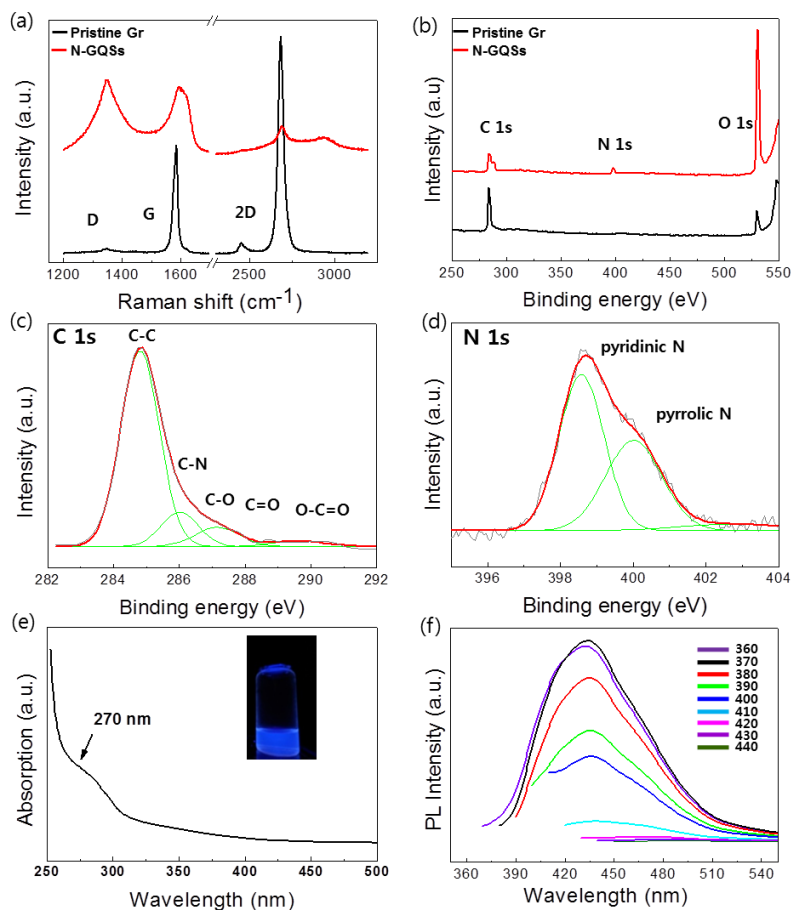 (a)
Pristine Gr
N-GQSs
D
G
2D
Intensity (a.u.)
1200 1400 1600 2500 3000
Raman shift (cm-1)
(b)
Pristine Gr
N-GQSs
C 1s
N 1s
O 1s
Intensity (a.u.)
250 300 350 400 450 500 550
Binding energy (eV)
(c)
C 1s
C-C
C-N
C-O
C=O
O-C=O
Intensity (a.u.)
282 284 286 288 290 292
Binding energy (eV)
(d)
N 1s
pyridinic N
pyrrolic N
Intensity (a.u.)
396 398 400 402 404
Binding energy (eV)
(e)
270 nm
Absorption (a.u.)
250 300 350 400 450 500
Wavelength (nm)
(f)
360
370
380
390
400
410
420
430
440
PL Intensity (a.u.)
360 390 420 450 480 510 540
Wavelength (nm)